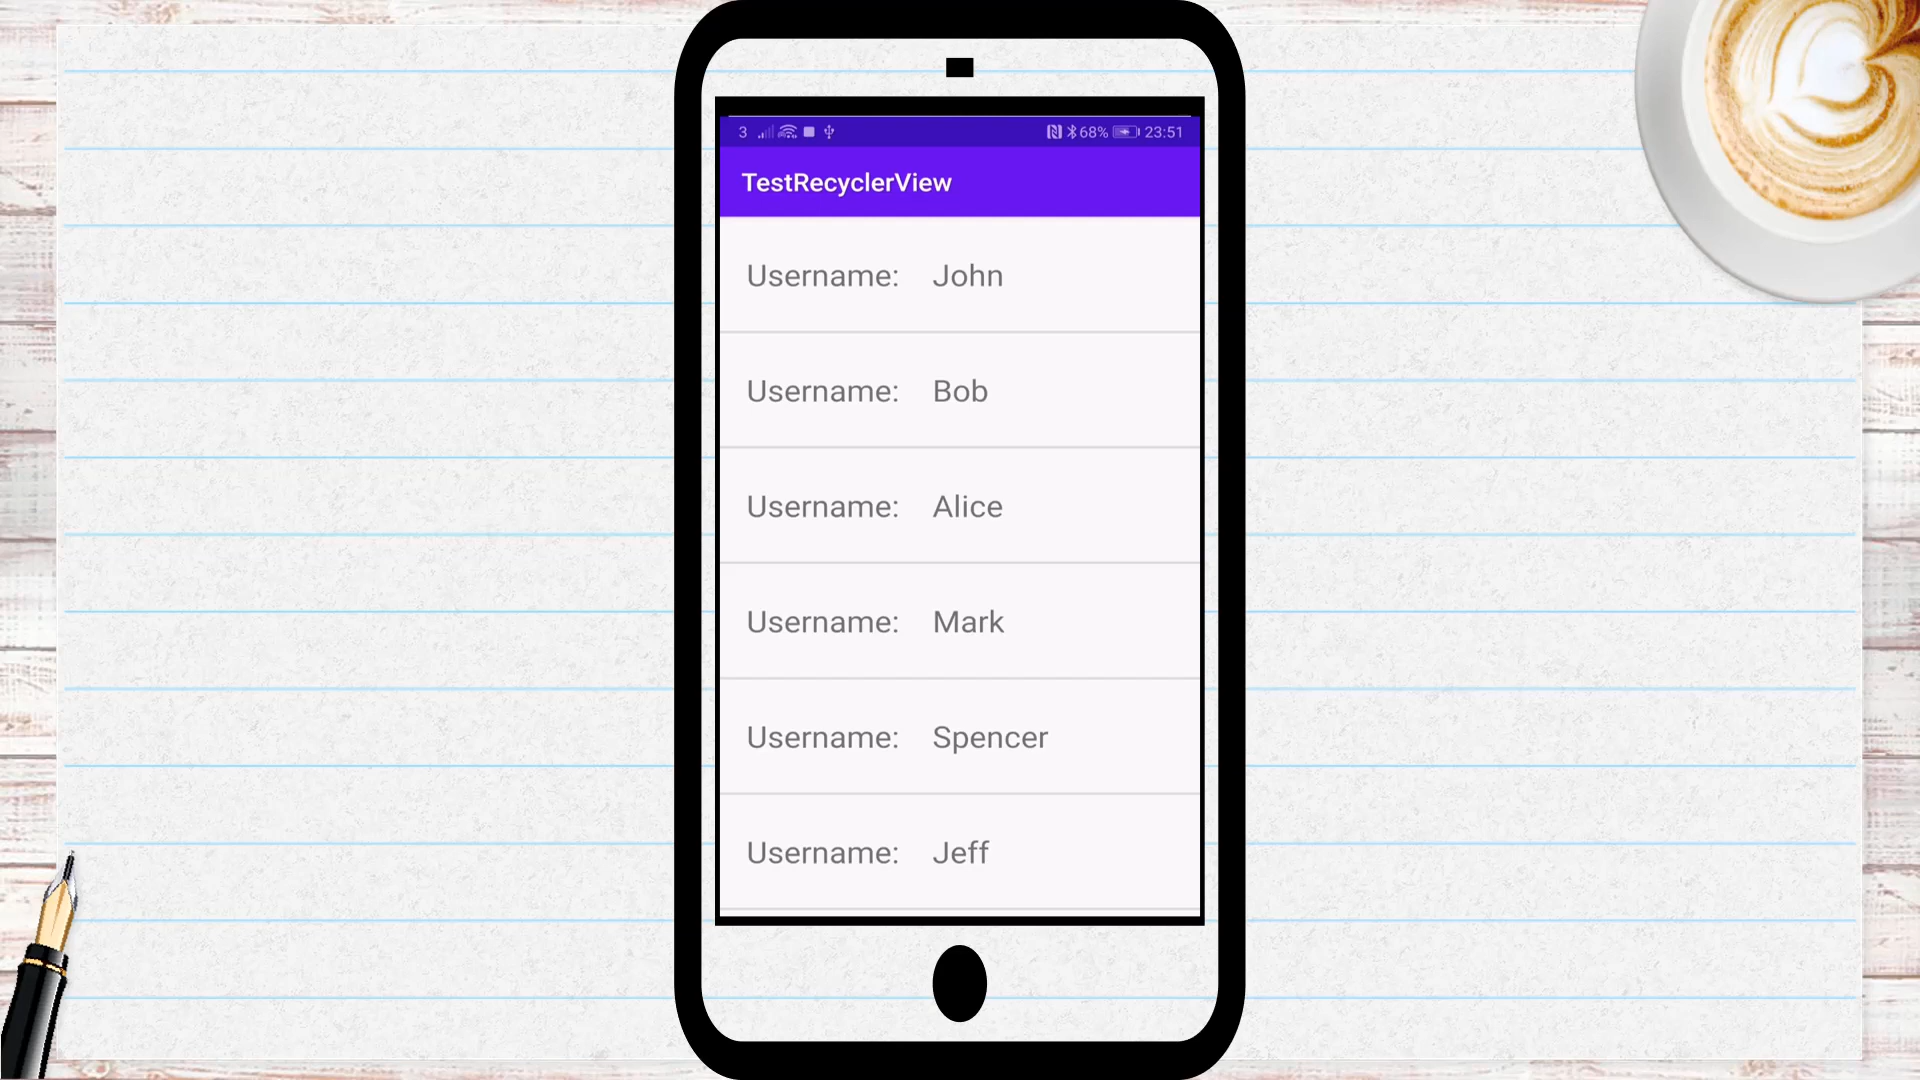 3 68% 23:51
TestRecyclerView
Username: John
Username: Bob
Username: Alice
Username: Mark
Username: Spencer
Username: Jeff